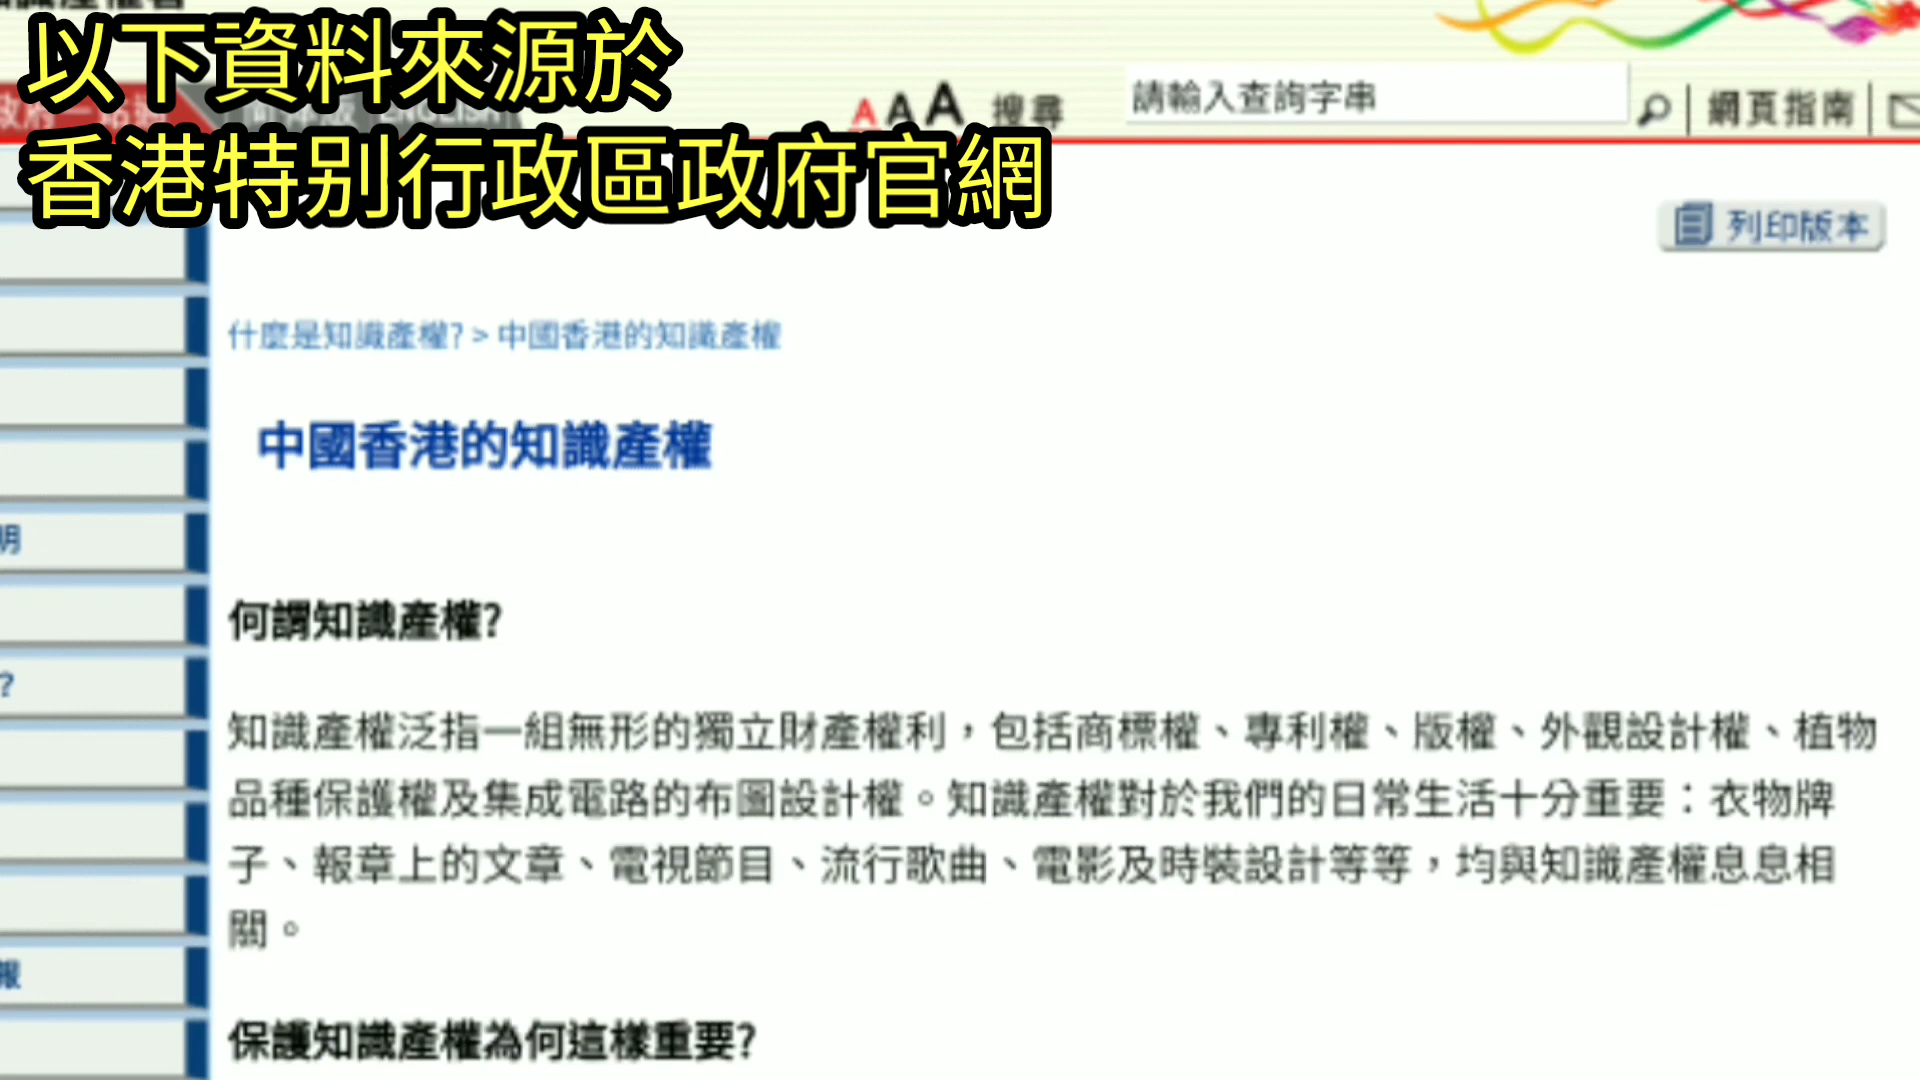 以下資料來源於
香港特别行政區政府官網
A A A 搜尋 請輸入查詢字串 網頁指南
列印版本
什麼是知識產權? > 中國香港的知識產權
中國香港的知識產權
明
何謂知識產權?
?
知識產權泛指一組無形的獨立財產權利，包括商標權、專利權、版權、外觀設計權、植物
品種保護權及集成電路的布圖設計權。知識產權對於我們的日常生活十分重要：衣物牌
子、報章上的文章、電視節目、流行歌曲、電影及時裝設計等等，均與知識產權息息相
關。
報
保護知識產權為何這樣重要?